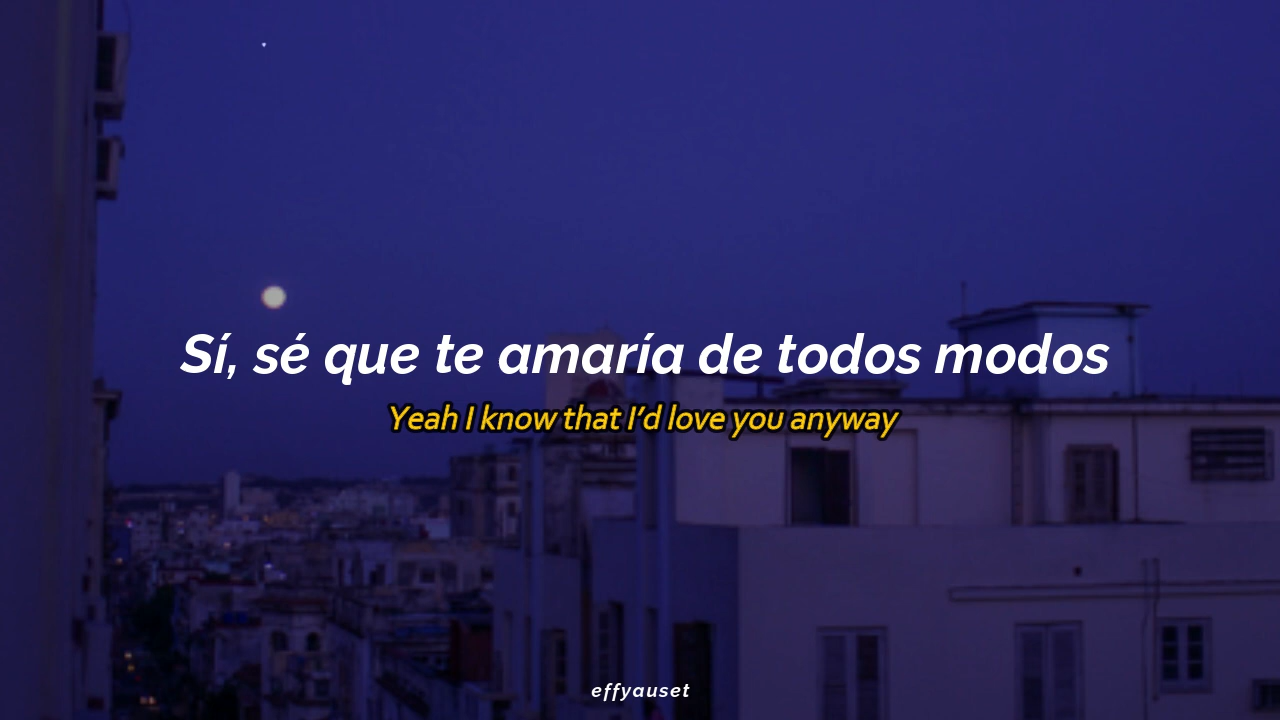 Sí, sé que te amaría de todos modos
Yeah I know that I’d love you anyway
effyauset